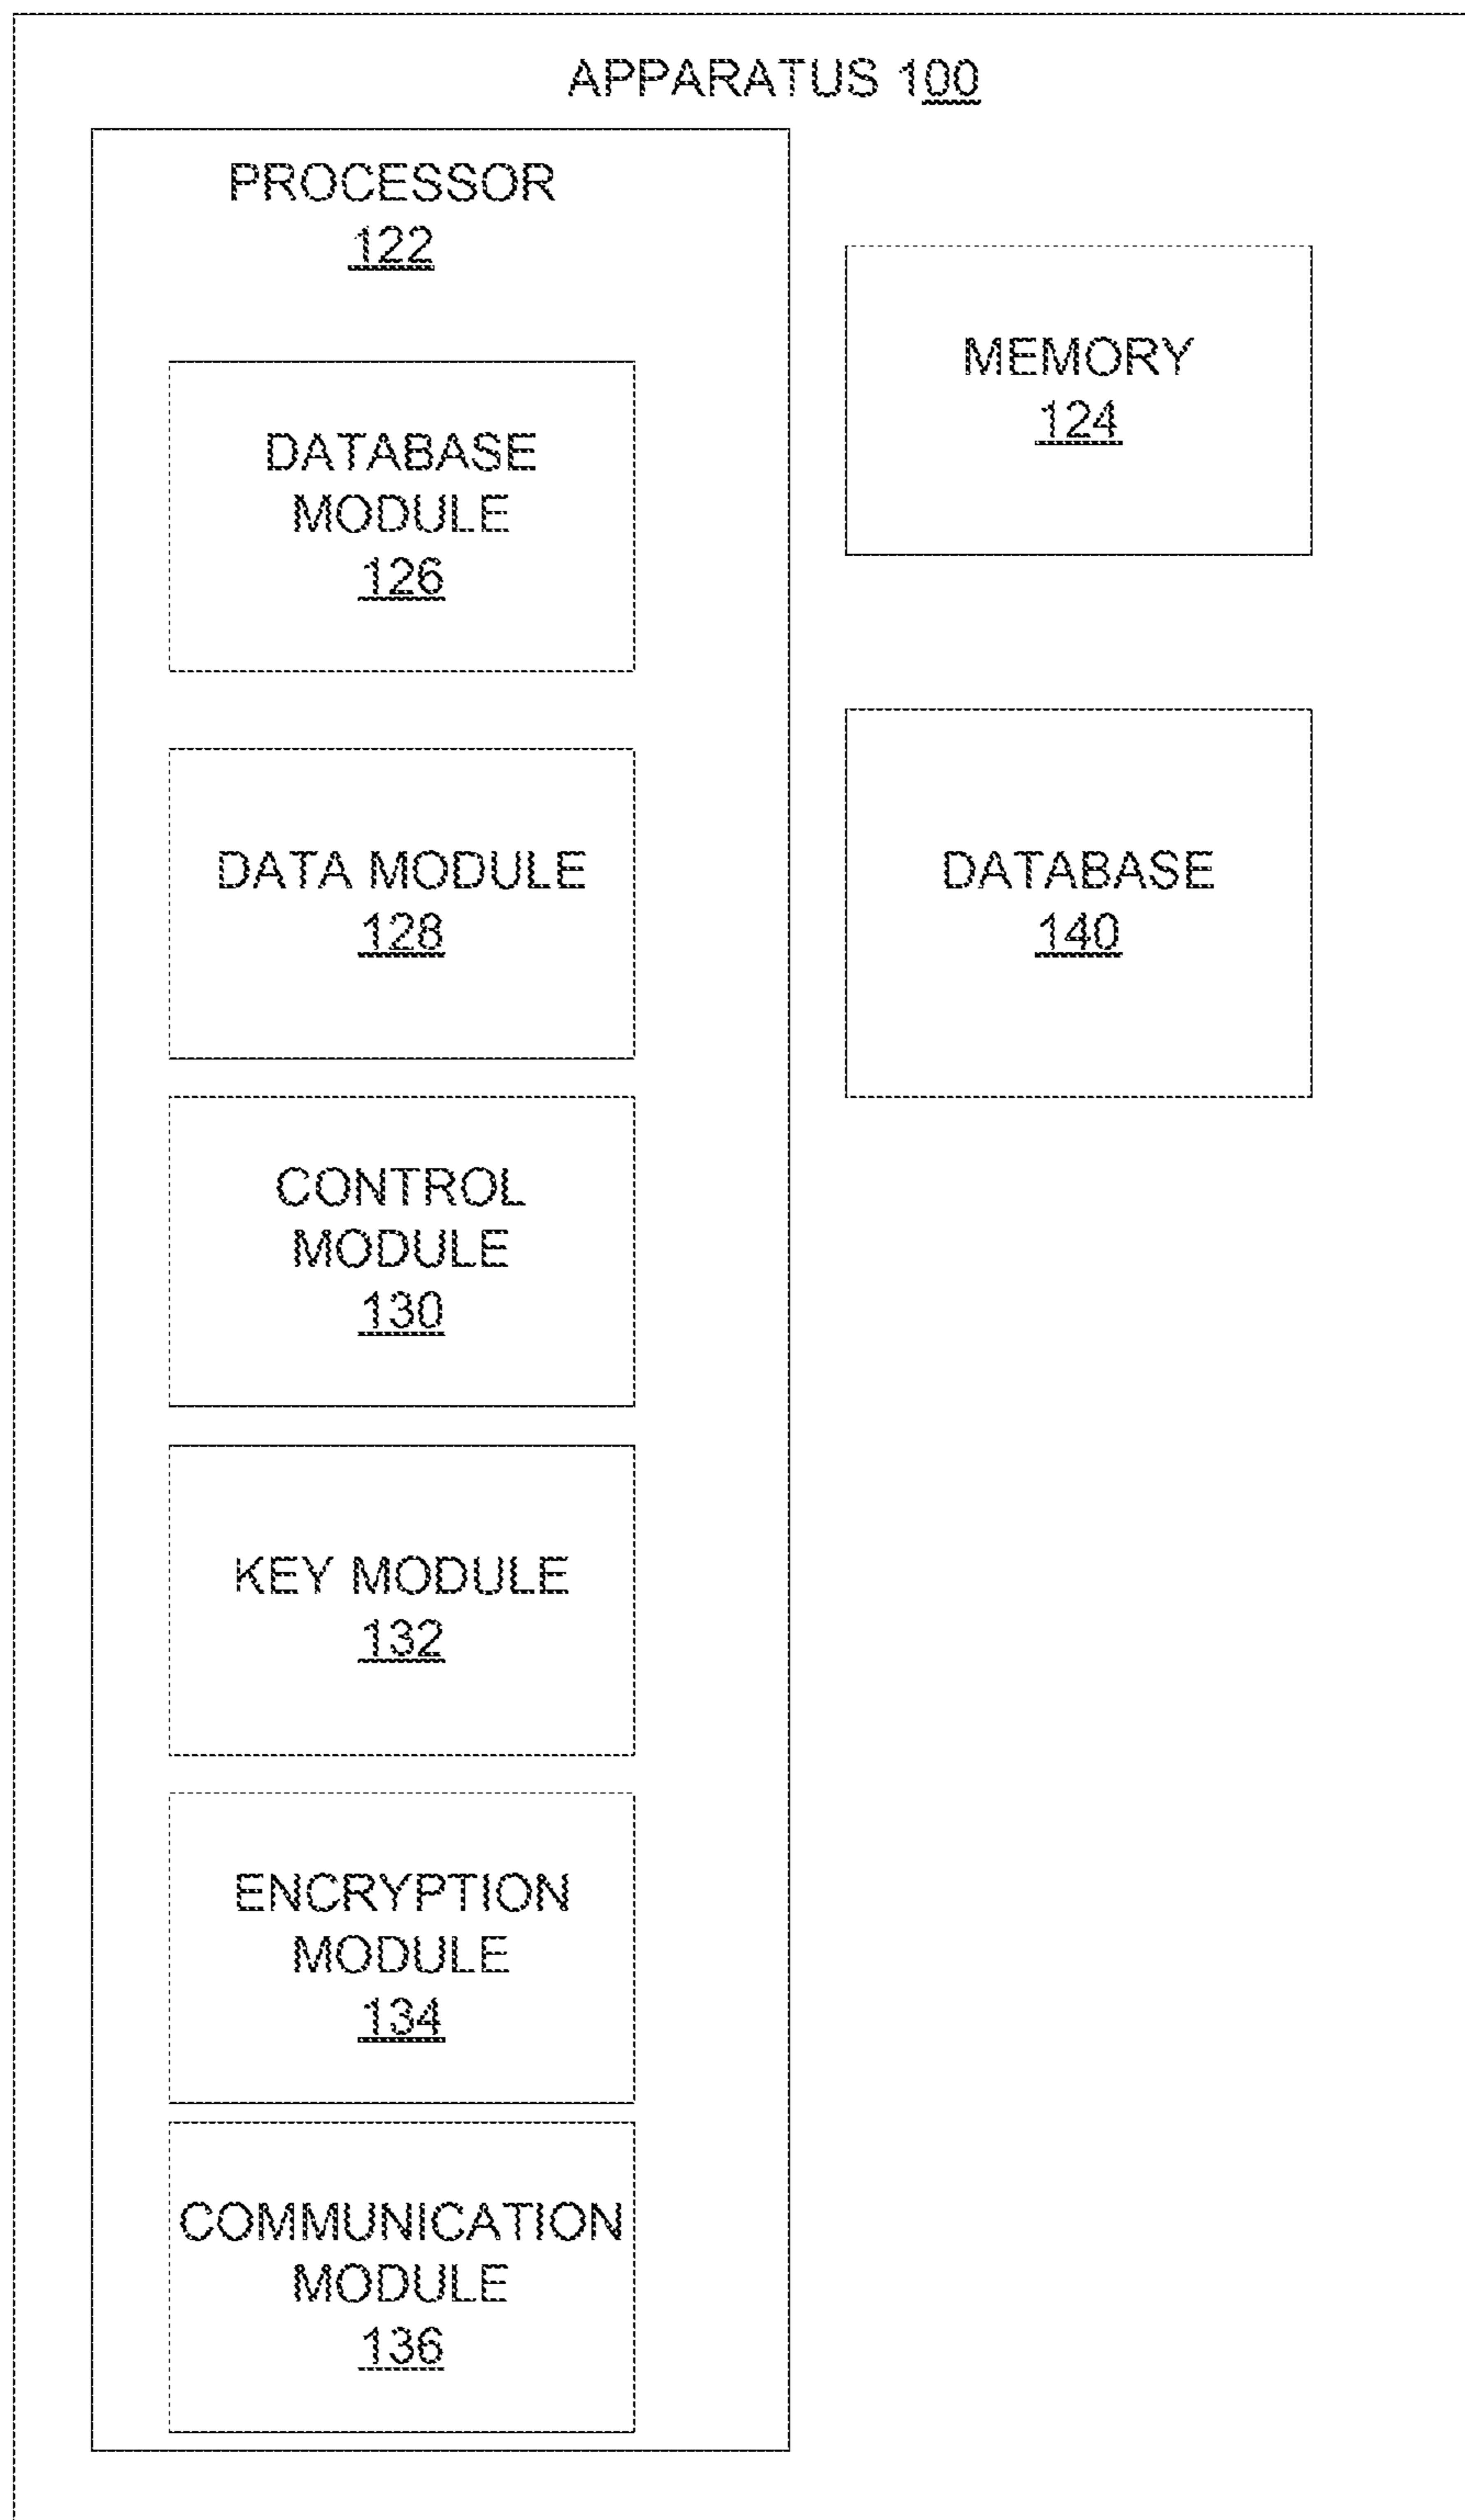 APPARATUS 100
PROCESSOR
122
DATABASE
MODULE
126
DATA MODULE
128
CONTROL
MODULE
130
KEY MODULE
132
ENCRYPTION
MODULE
134
COMMUNICATION
MODULE
136
MEMORY
124
DATABASE
140